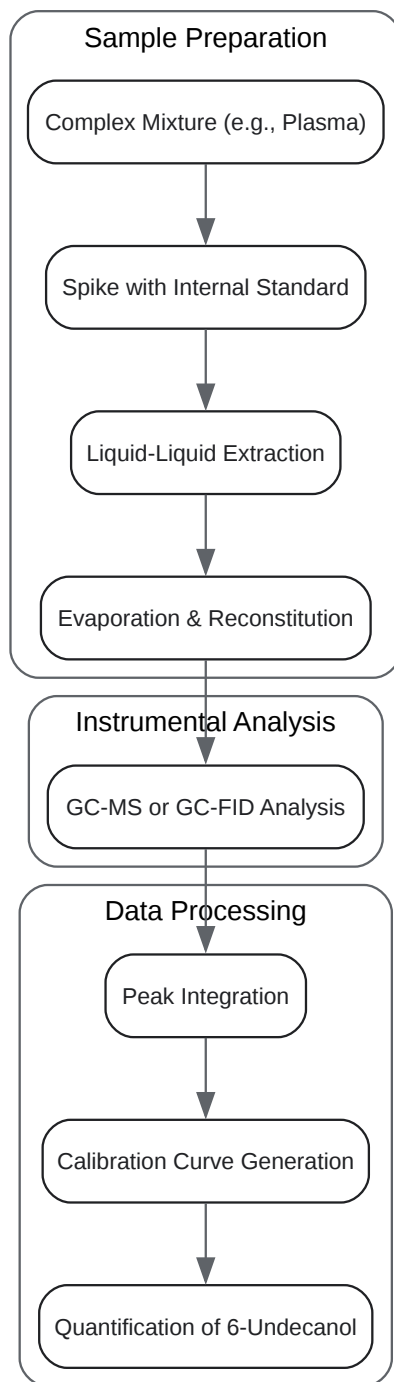 Sample Preparation
Complex Mixture (e.g., Plasma)
Spike with Internal Standard
Liquid-Liquid Extraction
Evaporation & Reconstitution
Instrumental Analysis
GC-MS or GC-FID Analysis
Data Processing
Peak Integration
Calibration Curve Generation
Quantification of 6-Undecanol